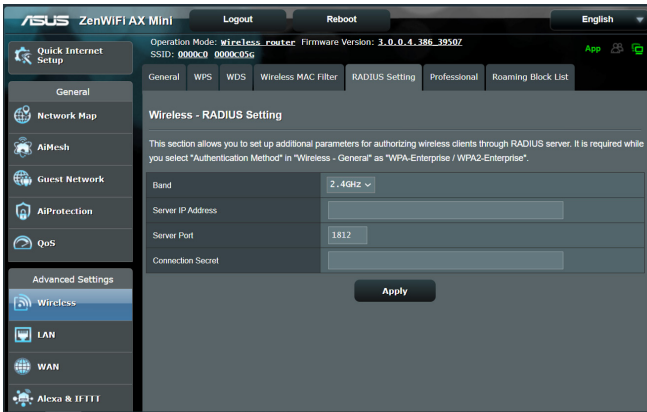 ASUS ZenWiFi AX Mini Logout Reboot English
Operation Mode: Wireless router Firmware Version: 3.0.0.4.386_39507
SSID: 000C0 0000C05G
App
Quick Internet
Setup
General WPS WDS Wireless MAC Filter RADIUS Setting Professional Roaming Block List
General
Network Map
AiMesh
Guest Network
AiProtection
QoS
Advanced Settings
Wireless
LAN
WAN
Alexa & IFTTT
Wireless - RADIUS Setting
This section allows you to set up additional parameters for authorizing wireless clients through RADIUS server. It is required while
you select "Authentication Method" in "Wireless - General" as "WPA-Enterprise / WPA2-Enterprise".
Band 2.4GHz
Server IP Address
Server Port 1812
Connection Secret
Apply